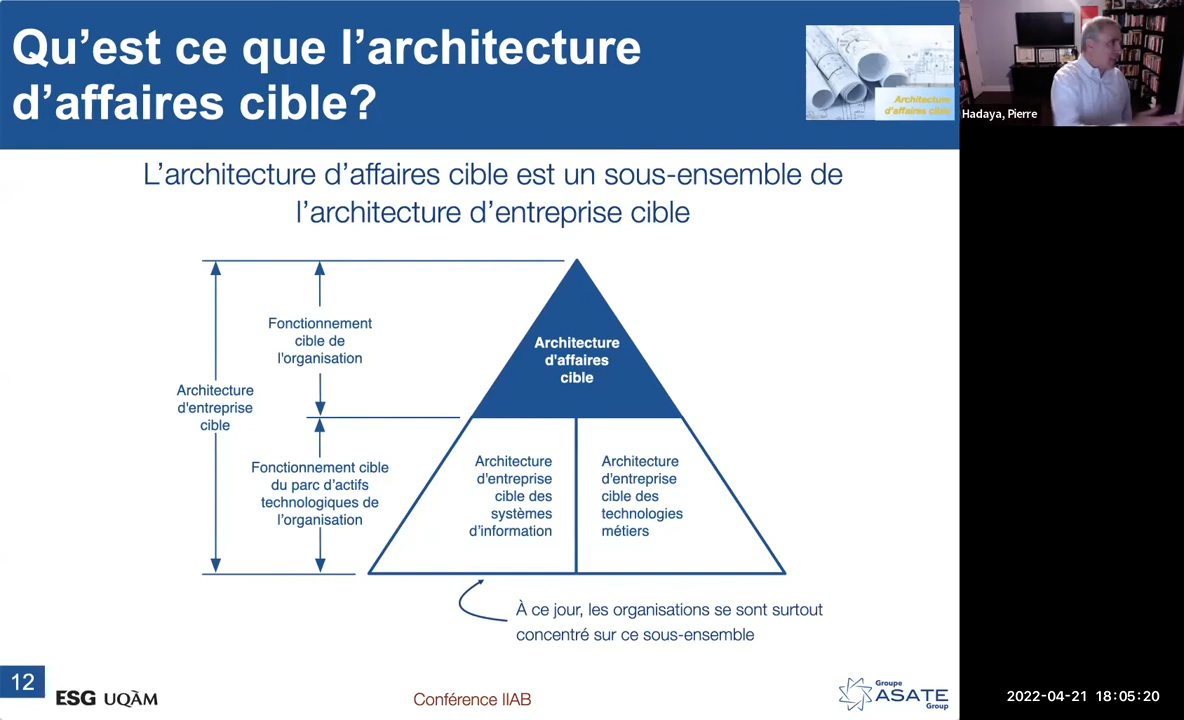 Qu’est ce que l’architecture
d’affaires cible?
Architecture
d'affaires cible
Hadaya, Pierre
L’architecture d’affaires cible est un sous-ensemble de
l’architecture d’entreprise cible
Fonctionnement
cible de
l'organisation
Architecture
d'affaires
cible
Architecture
d'entreprise
cible
Fonctionnement cible
du parc d’actifs
technologiques de
l’organisation
Architecture
d'entreprise
cible des
systèmes
d’information
Architecture
d'entreprise
cible des
technologies
métiers
À ce jour, les organisations se sont surtout
concentré sur ce sous-ensemble
12
ESG UQÀM
Conférence IIAB
Groupe
ASATE
Group
2022-04-21 18:05:20